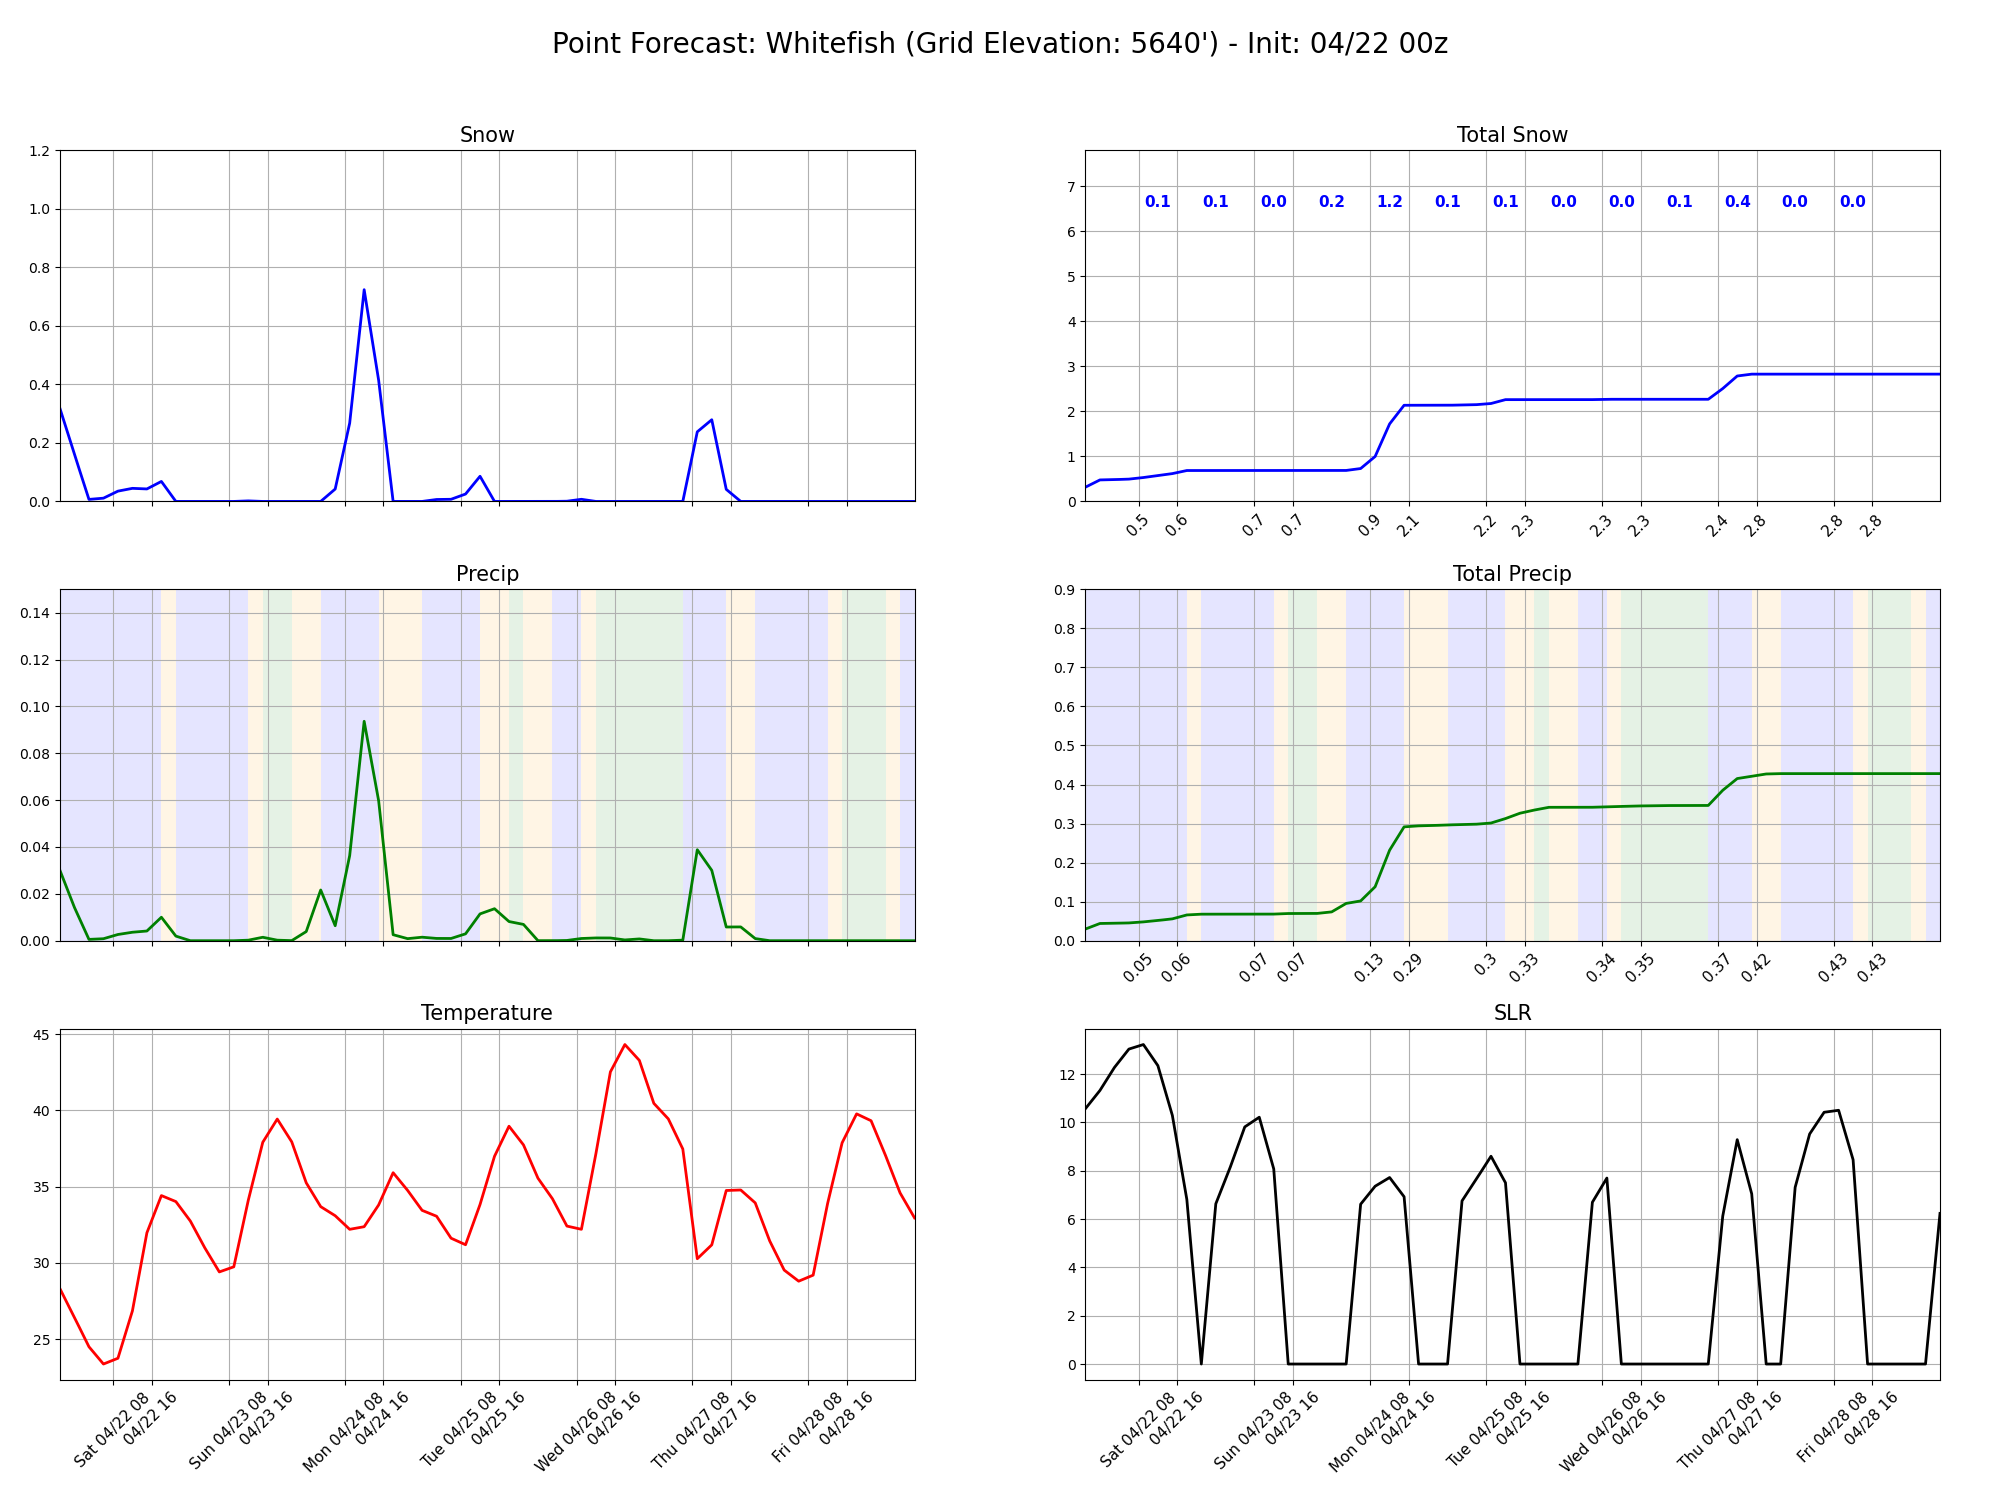 Point Forecast: Whitefish (Grid Elevation: 5640') - Init: 04/22 00z
Snow
1.2
1.0
0.8
0.6
0.4
0.2
0.0
Total Snow
7
6
5
4
3
2
1
0
0.1 0.1 0.0 0.2 1.2 0.1 0.1 0.0 0.0 0.1 0.4 0.0 0.0
0.5 0.6 0.7 0.7 0.9 2.1 2.2 2.3 2.3 2.3 2.4 2.8 2.8 2.8
Precip
0.14
0.12
0.10
0.08
0.06
0.04
0.02
0.00
Total Precip
0.9
0.8
0.7
0.6
0.5
0.4
0.3
0.2
0.1
0.0
0.05 0.06 0.07 0.07 0.13 0.29 0.3 0.33 0.34 0.35 0.37 0.42 0.43 0.43
Temperature
45
40
35
30
25
Sat 04/22 08
04/22 16
Sun 04/23 08
04/23 16
Mon 04/24 08
04/24 16
Tue 04/25 08
04/25 16
Wed 04/26 08
04/26 16
Thu 04/27 08
04/27 16
Fri 04/28 08
04/28 16
SLR
12
10
8
6
4
2
0
Sat 04/22 08
04/22 16
Sun 04/23 08
04/23 16
Mon 04/24 08
04/24 16
Tue 04/25 08
04/25 16
Wed 04/26 08
04/26 16
Thu 04/27 08
04/27 16
Fri 04/28 08
04/28 16